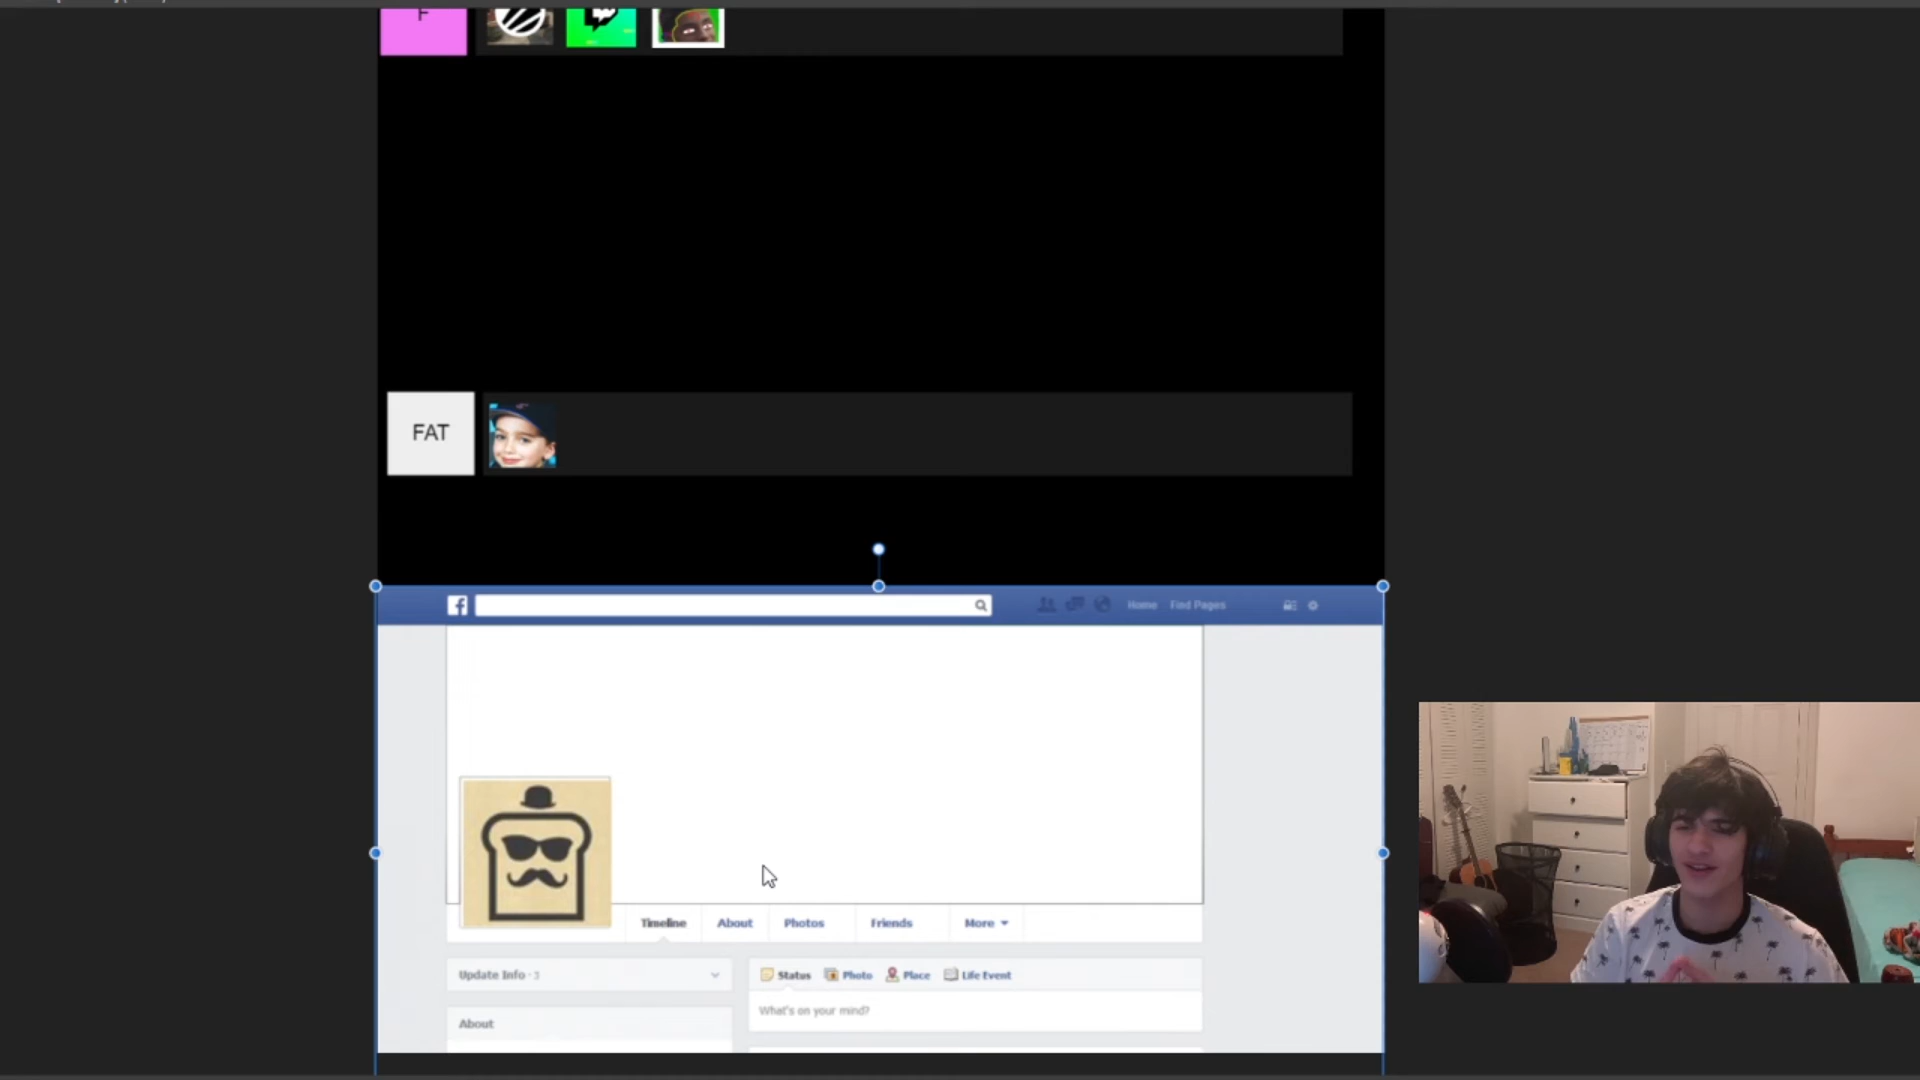 F
FAT
f
Home Find Pages
Timeline About Photos Friends More
Update Info · 3
Status Photo Place Life Event
What's on your mind?
About